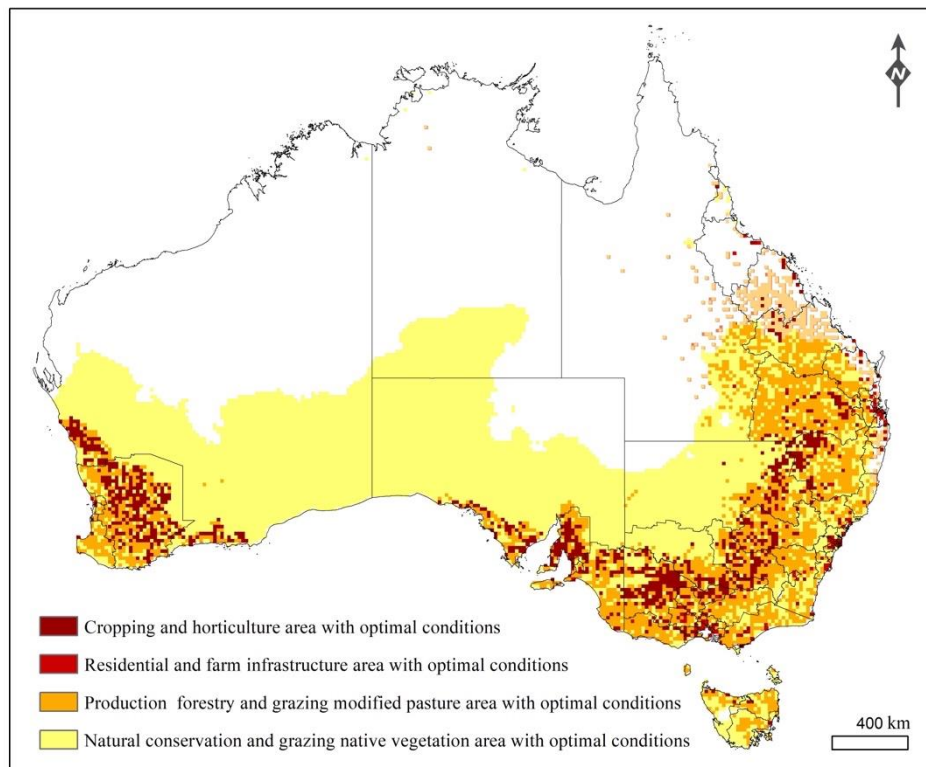 N
Cropping and horticulture area with optimal conditions
Residential and farm infrastructure area with optimal conditions
Production forestry and grazing modified pasture area with optimal conditions
Natural conservation and grazing native vegetation area with optimal conditions
400 km